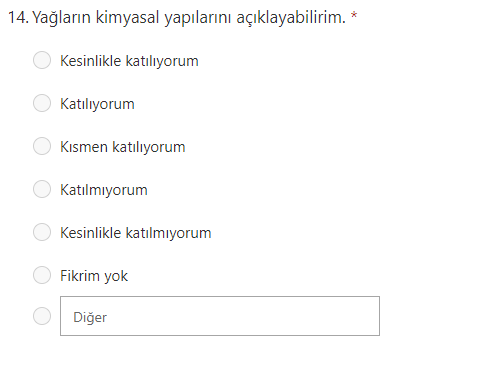 14. Yağların kimyasal yapılarını açıklayabilirim. *
Kesinlikle katılıyorum
Katılıyorum
Kısmen katılıyorum
Katılmıyorum
Kesinlikle katılmıyorum
Fikrim yok
Diğer